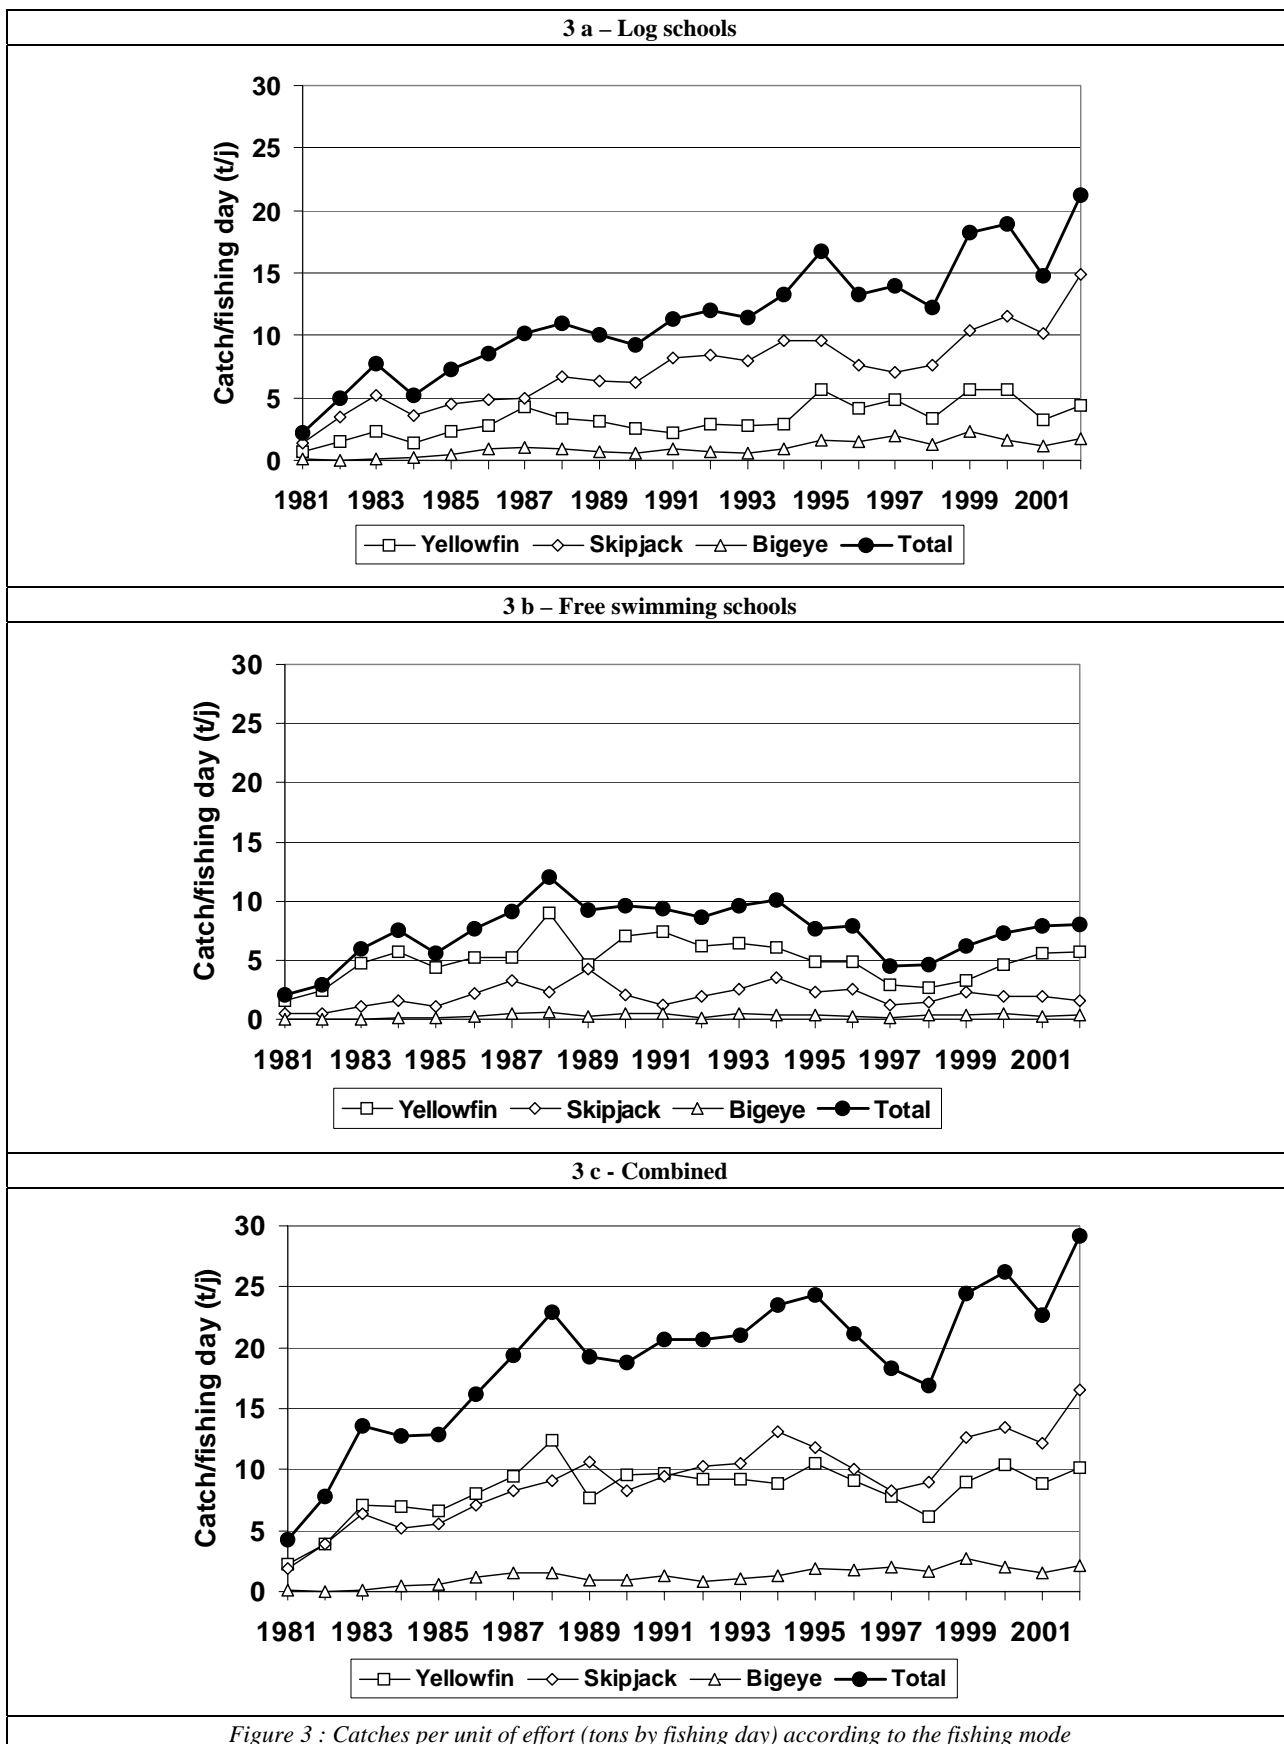 3 a – Log schools
30
25
20
15
10
5
0
Catch/fishing day (t/j)
1981 1983 1985 1987 1989 1991 1993 1995 1997 1999 2001
Yellowfin Skipjack Bigeye Total
3 b – Free swimming schools
30
25
20
15
10
5
0
Catch/fishing day (t/j)
1981 1983 1985 1987 1989 1991 1993 1995 1997 1999 2001
Yellowfin Skipjack Bigeye Total
3 c - Combined
30
25
20
15
10
5
0
Catch/fishing day (t/j)
1981 1983 1985 1987 1989 1991 1993 1995 1997 1999 2001
Yellowfin Skipjack Bigeye Total
Figure 3 : Catches per unit of effort (tons by fishing day) according to the fishing mode